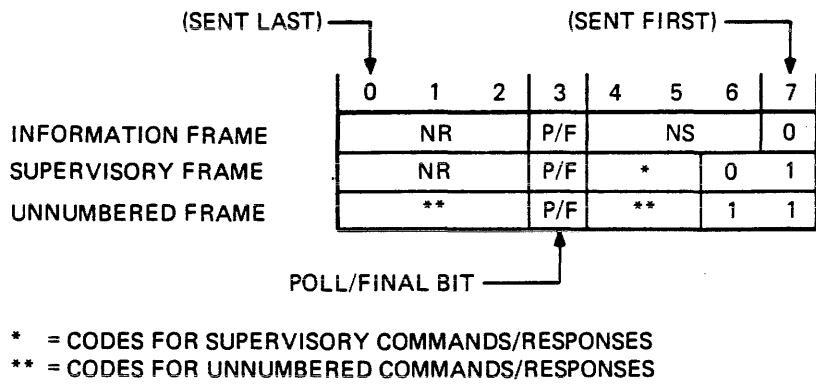 (SENT LAST) (SENT FIRST)
0 1 2 3 4 5 6 7
INFORMATION FRAME NR P/F NS 0
SUPERVISORY FRAME NR P/F * 0 1
UNNUMBERED FRAME ** P/F ** 1 1
POLL/FINAL BIT
* = CODES FOR SUPERVISORY COMMANDS/RESPONSES
** = CODES FOR UNNUMBERED COMMANDS/RESPONSES